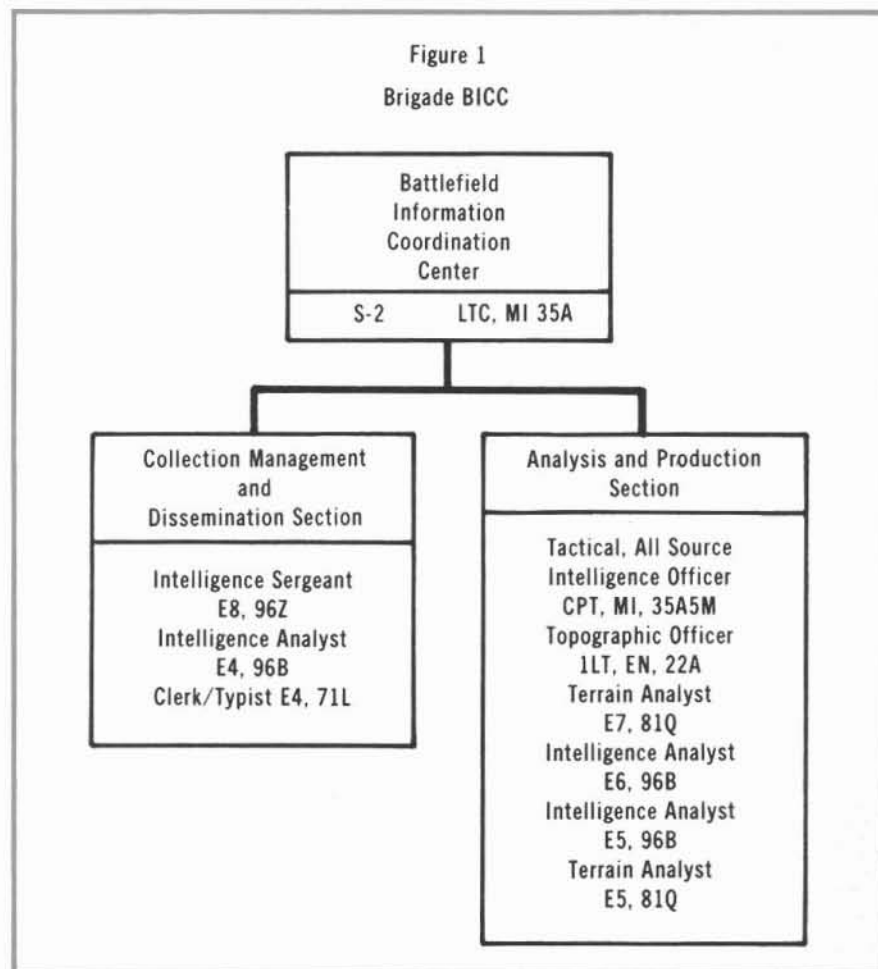 Figure 1
Brigade BICC
Battlefield
Information
Coordination
Center
S-2 LTC, MI 35A
Collection Management
and
Dissemination Section
Intelligence Sergeant
E8, 96Z
Intelligence Analyst
E4, 96B
Clerk/Typist E4, 71L
Analysis and Production
Section
Tactical, All Source
Intelligence Officer
CPT, MI, 35A5M
Topographic Officer
1LT, EN, 22A
Terrain Analyst
E7, 81Q
Intelligence Analyst
E6, 96B
Intelligence Analyst
E5, 96B
Terrain Analyst
E5, 81Q